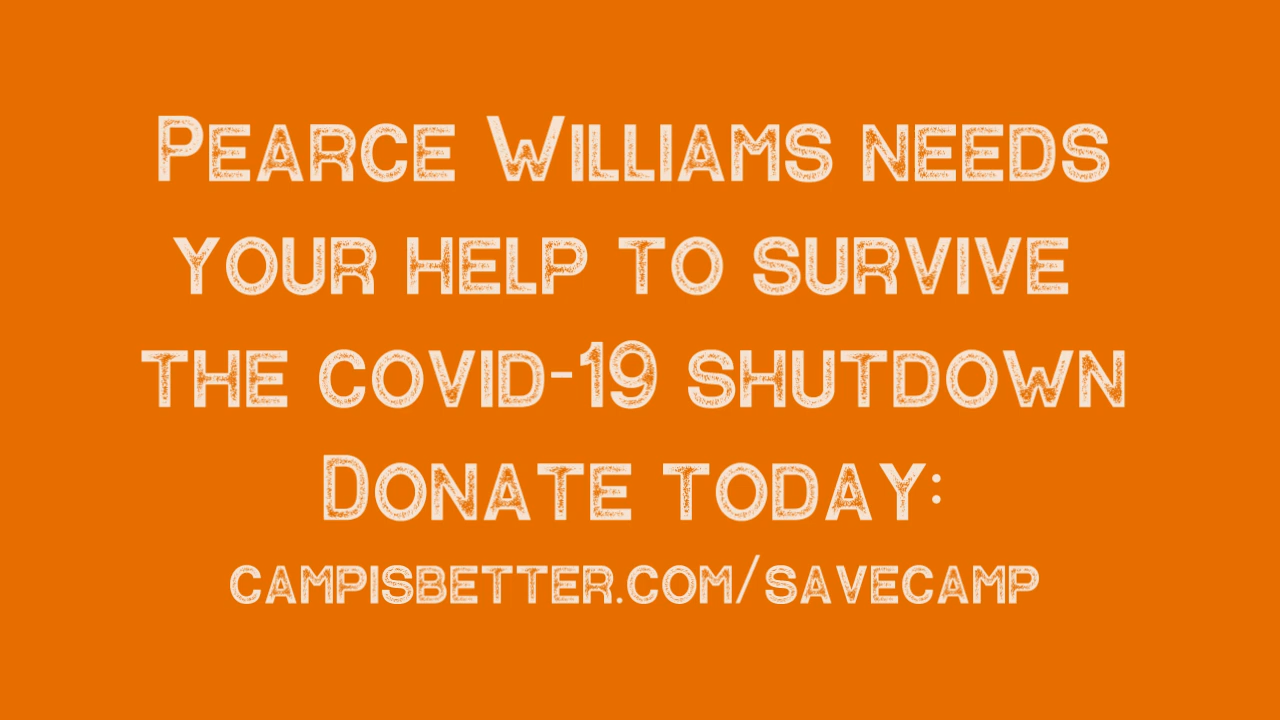 Pearce Williams needs
your help to survive
the covid-19 shutdown
Donate today:
campisbetter.com/savecamp